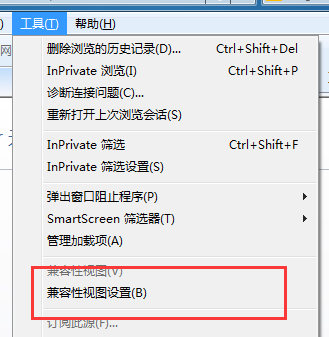 ) 工具(T) 帮助(H)
删除浏览的历史记录(D)... Ctrl+Shift+Del
InPrivate 浏览(I) Ctrl+Shift+P
诊断连接问题(C)...
重新打开上次浏览会话(S)
InPrivate 筛选 Ctrl+Shift+F
InPrivate 筛选设置(S)
弹出窗口阻止程序(P)
SmartScreen 筛选器(T)
管理加载项(A)
兼容性视图(V)
兼容性视图设置(B)
订阅此源(F)...